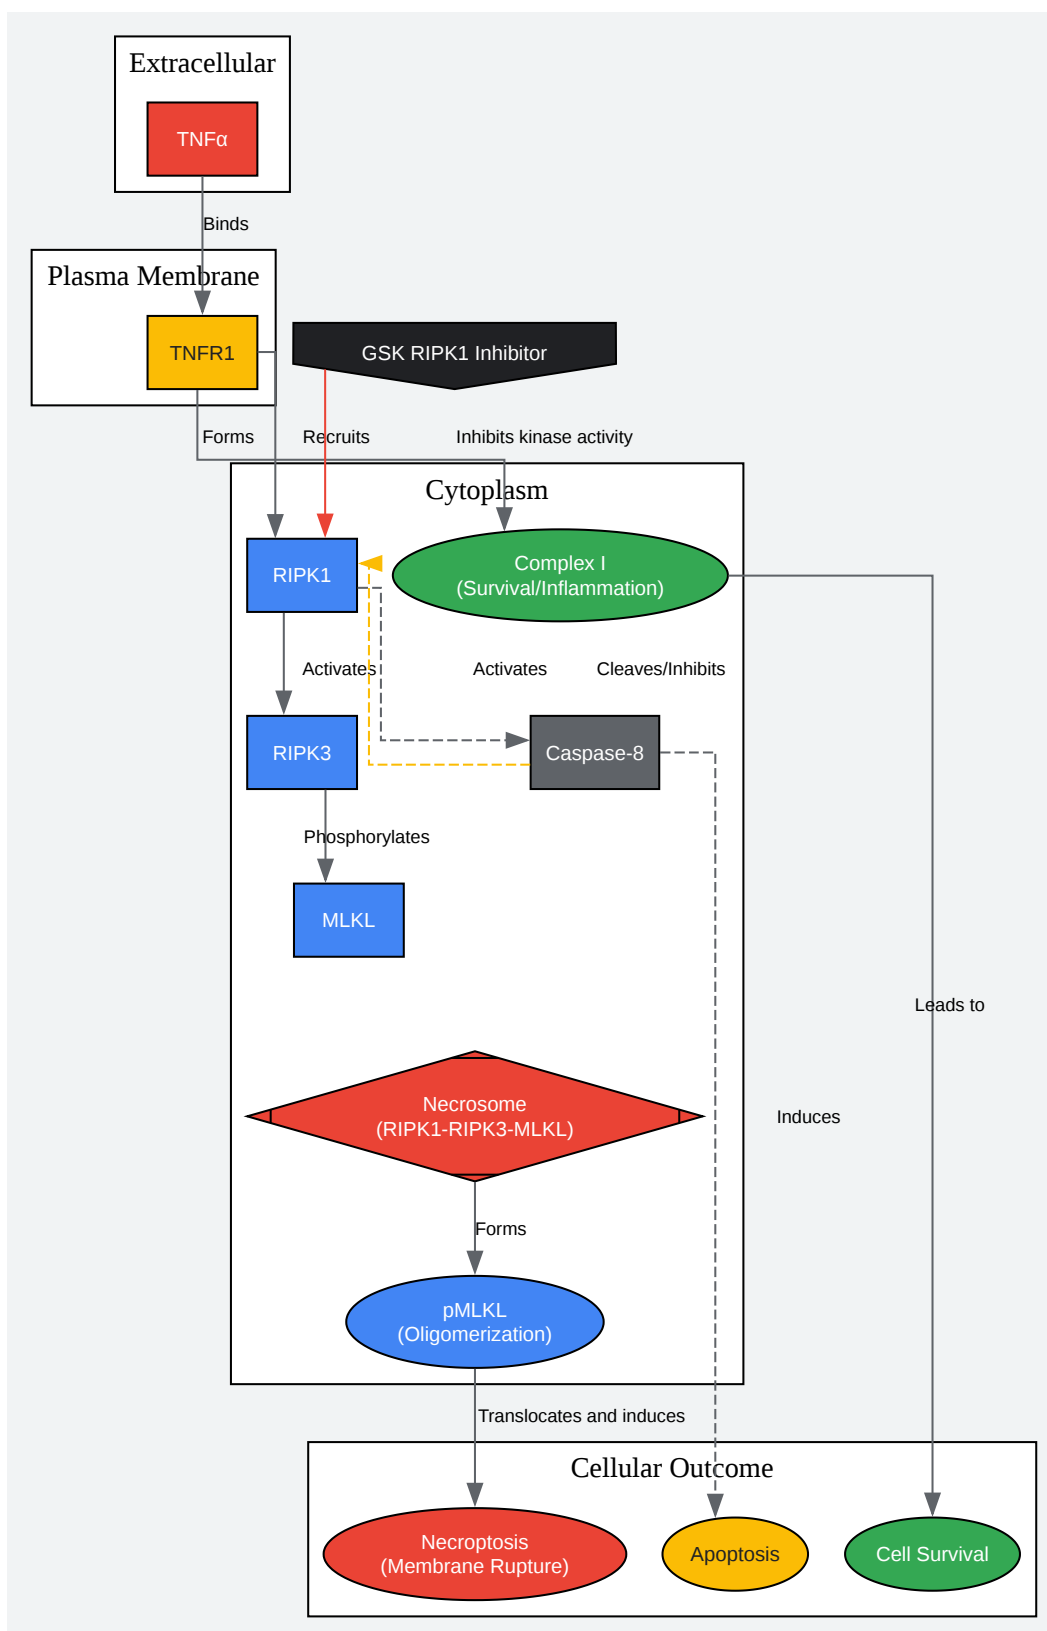 Extracellular
TNFα
Binds
Plasma Membrane
TNFR1
GSK RIPK1 Inhibitor
Forms
Recruits
Inhibits kinase activity
Cytoplasm
RIPK1
Complex I
(Survival/Inflammation)
Activates
Activates
Cleaves/Inhibits
RIPK3
Caspase-8
Phosphorylates
MLKL
Leads to
Necrosome
(RIPK1-RIPK3-MLKL)
Induces
Forms
pMLKL
(Oligomerization)
Translocates and induces
Cellular Outcome
Necroptosis
(Membrane Rupture)
Apoptosis
Cell Survival